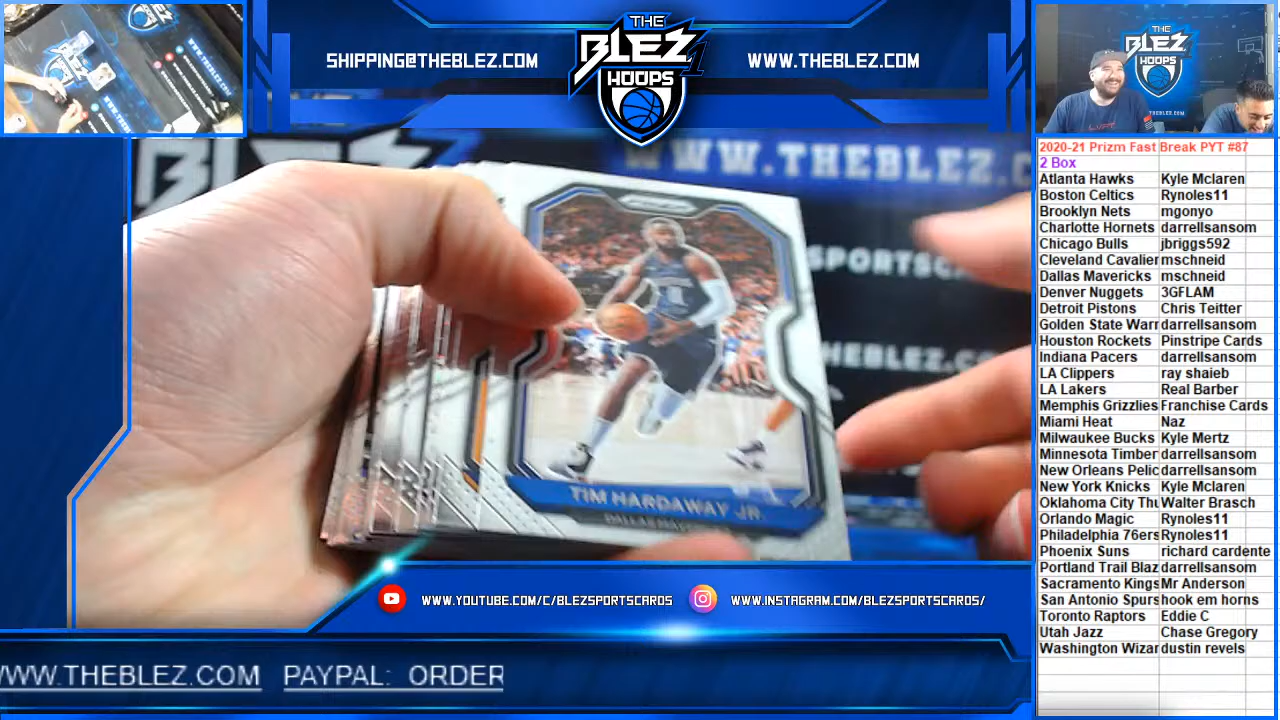 SHIPPING@THEBLEZ.COM
THE
BLEZ
HOOPS
WWW.THEBLEZ.COM
THE
BLEZ
HOOPS
BLEZ
WWW.THEBLEZ
TIM HARDAWAY JR.
2020-21 Prizm Fast Break PYT #87
2 Box
Atlanta Hawks Kyle Mclaren
Boston Celtics Rynoles11
Brooklyn Nets mgonyo
Charlotte Hornets darrellsansom
Chicago Bulls jbriggs592
Cleveland Cavalier mschneid
Dallas Mavericks mschneid
Denver Nuggets 3GFLAM
Detroit Pistons Chris Teitter
Golden State Warr darrellsansom
Houston Rockets Pinstripe Cards
Indiana Pacers darrellsansom
LA Clippers ray shaieb
LA Lakers Real Barber
Memphis Grizzlies Franchise Cards
Miami Heat Naz
Milwaukee Bucks Kyle Mertz
Minnesota Timber darrellsansom
New Orleans Pelic darrellsansom
New York Knicks Kyle Mclaren
Oklahoma City Thu Walter Brasch
Orlando Magic Rynoles11
Philadelphia 76ers Rynoles11
Phoenix Suns richard cardente
Portland Trail Blaz darrellsansom
Sacramento Kings Mr Anderson
San Antonio Spurs hook em horns
Toronto Raptors Eddie C
Utah Jazz Chase Gregory
Washington Wizar dustin revels
WWW.YOUTUBE.COM/C/BLEZSPORTSCARDS
WWW.INSTAGRAM.COM/BLEZSPORTSCARDS/
WWW.THEBLEZ.COM PAYPAL: ORDER